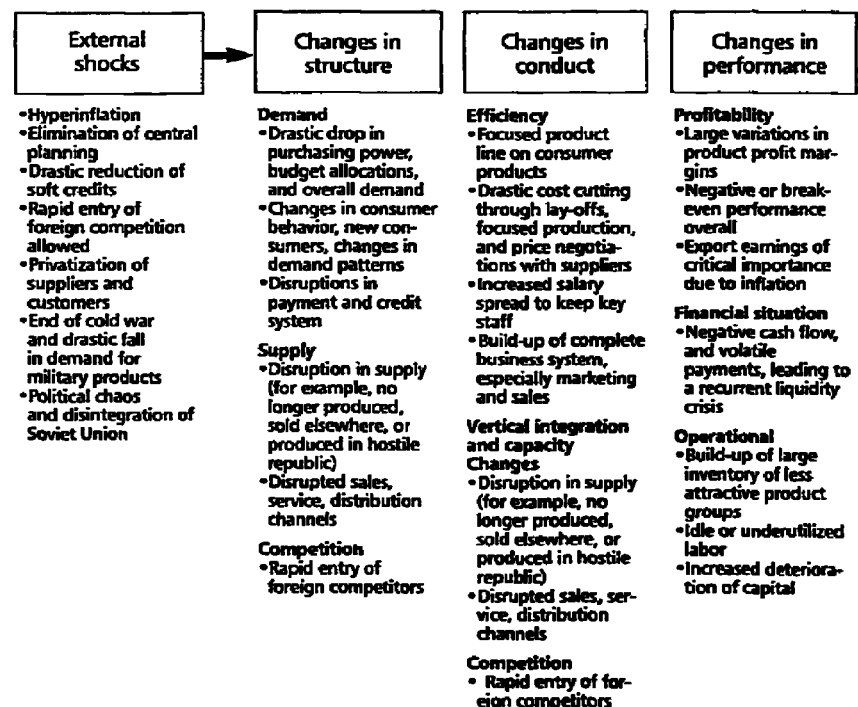 External
shocks
•Hyperinflation
•Elimination of central
planning
•Drastic reduction of
soft credits
•Rapid entry of
foreign competition
allowed
•Privatization of
suppliers and
customers
•End of cold war
and drastic fall
in demand for
military products
•Political chaos
and disintegration of
Soviet Union
Changes in
structure
Demand
•Drastic drop in
purchasing power,
budget allocations,
and overall demand
•Changes in consumer
behavior, new con-
sumers, changes in
demand patterns
•Disruptions in
payment and credit
system
Supply
•Disruption in supply
(for example, no
longer produced,
sold elsewhere, or
produced in hostile
republic)
•Disrupted sales,
service, distribution
channels
Competition
•Rapid entry of
foreign competitors
Changes in
conduct
Efficiency
•Focused product
line on consumer
products
•Drastic cost cutting
through lay-offs,
focused production,
and price negotia-
tions with suppliers
•Increased salary
spread to keep key
staff
•Build-up of complete
business system,
especially marketing
and sales
Vertical integration
and capacity
Changes
•Disruption in supply
(for example, no
longer produced,
sold elsewhere, or
produced in hostile
republic)
•Disrupted sales, ser-
vice, distribution
channels
Competition
• Rapid entry of for-
eign competitors
Changes in
performance
Profitability
•Large variations in
product profit mar-
gins
•Negative or break-
even performance
overall
•Export earnings of
critical importance
due to inflation
Financial situation
•Negative cash flow,
and volatile
payments, leading to
a recurrent liquidity
crisis
Operational
•Build-up of large
inventory of less
attractive product
groups
•Idle or underutilized
labor
•Increased deteriora-
tion of capital